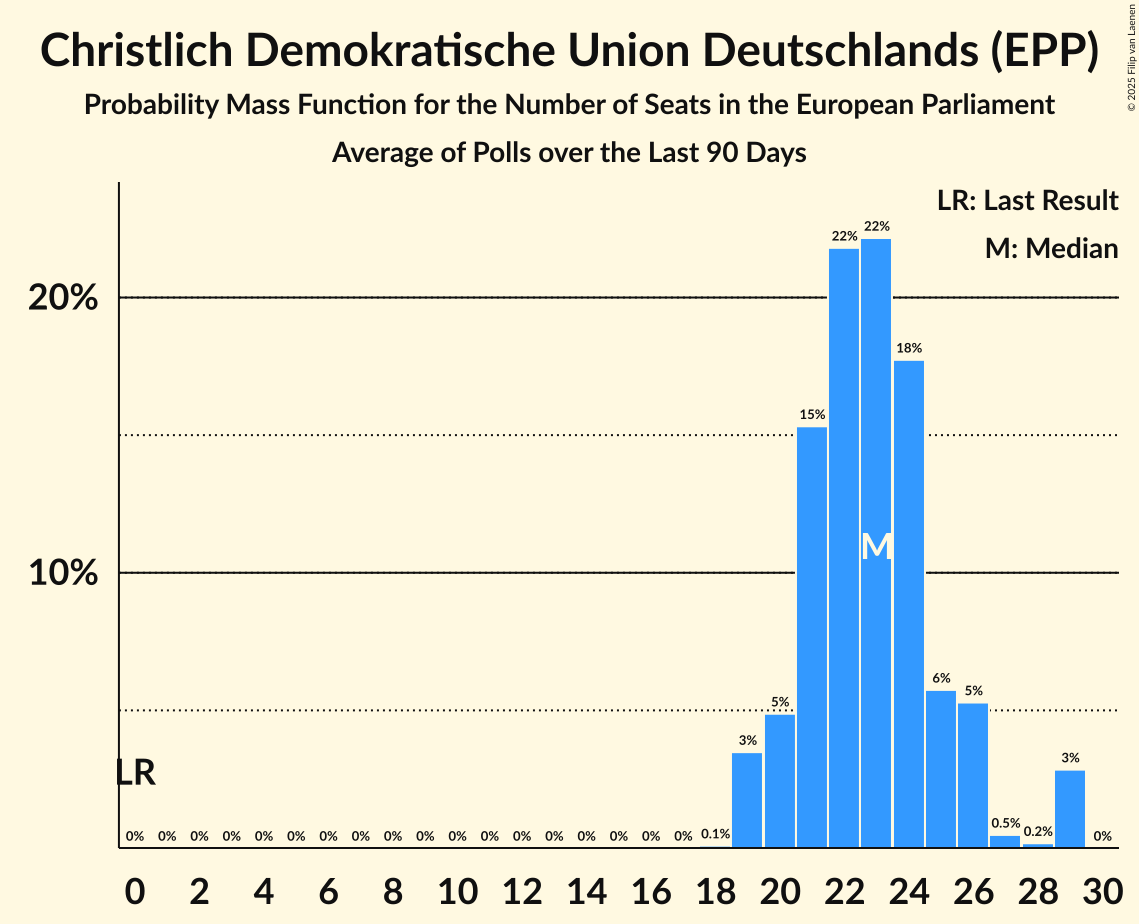 Christlich Demokratische Union Deutschlands (EPP)
Probability Mass Function for the Number of Seats in the European Parliament
Average of Polls over the Last 90 Days
© 2025 Filip van Laenen
LR: Last Result
M: Median
22% 22%
20%
18%
15%
M
10%
6% 5%
5%
3% 3%
LR
0% 0% 0% 0% 0% 0% 0% 0% 0% 0% 0% 0% 0% 0% 0% 0% 0% 0% 0.1% 0.5% 0.2% 0%
0 2 4 6 8 10 12 14 16 18 20 22 24 26 28 30